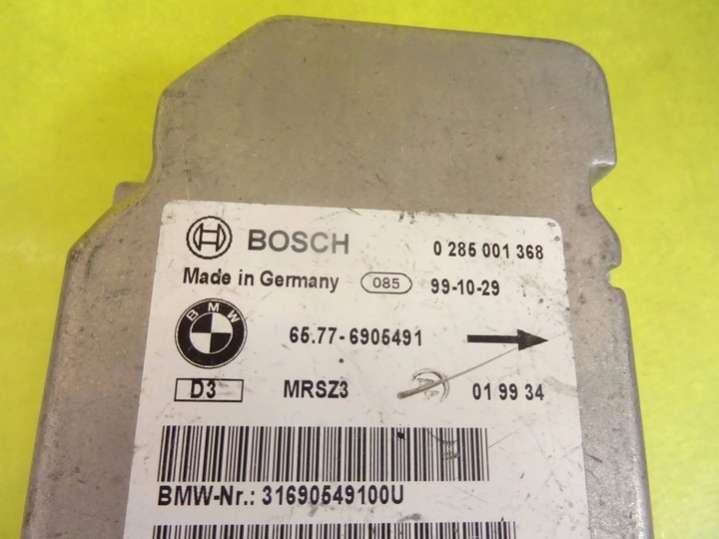 BOSCH 0 285 001 368
Made in Germany 085 99-10-29
BMW
65.77-6905491
D3 MRSZ3 01 99 34
BMW-Nr.: 31690549100U